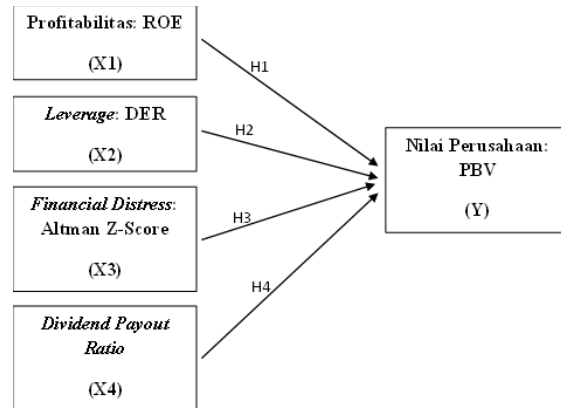 Profitabilitas: ROE
(X1)
H1
Leverage: DER
(X2)
H2
Nilai Perusahaan:
PBV
(Y)
Financial Distress:
Altman Z-Score
(X3)
H3
H4
Dividend Payout
Ratio
(X4)